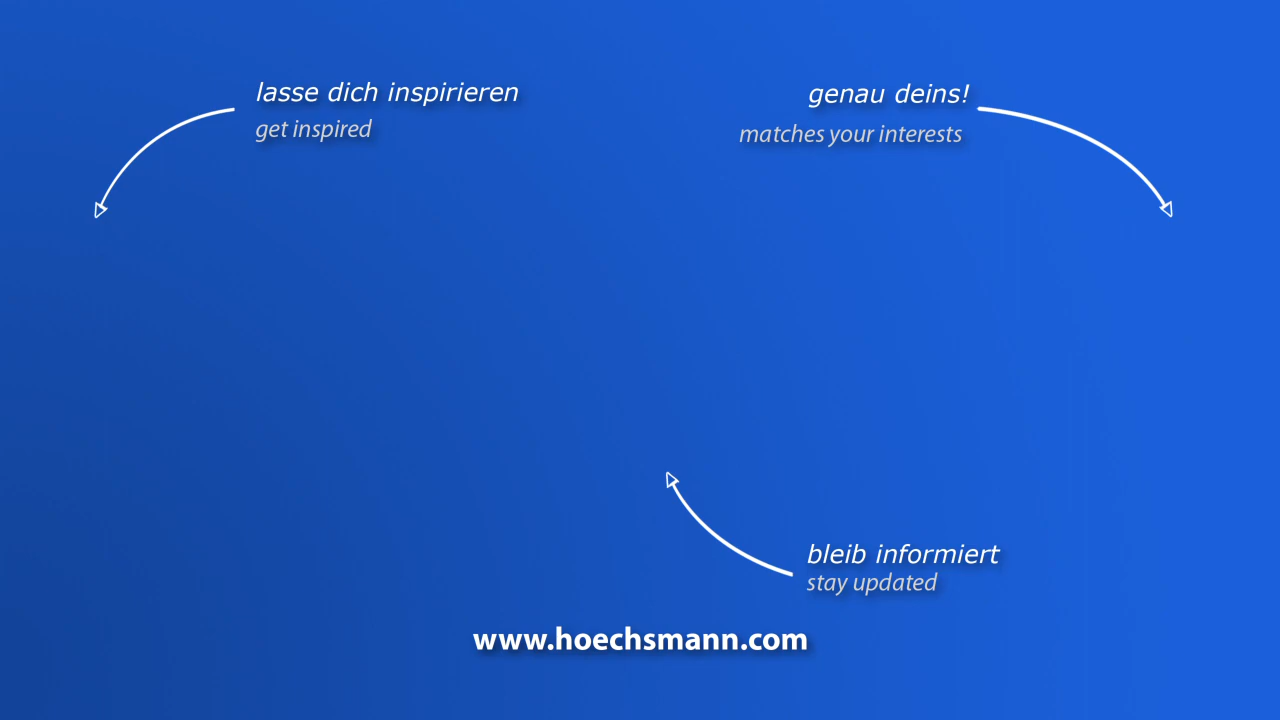 lasse dich inspirieren
get inspired
genau deins!
matches your interests
bleib informiert
stay updated
www.hoechsmann.com